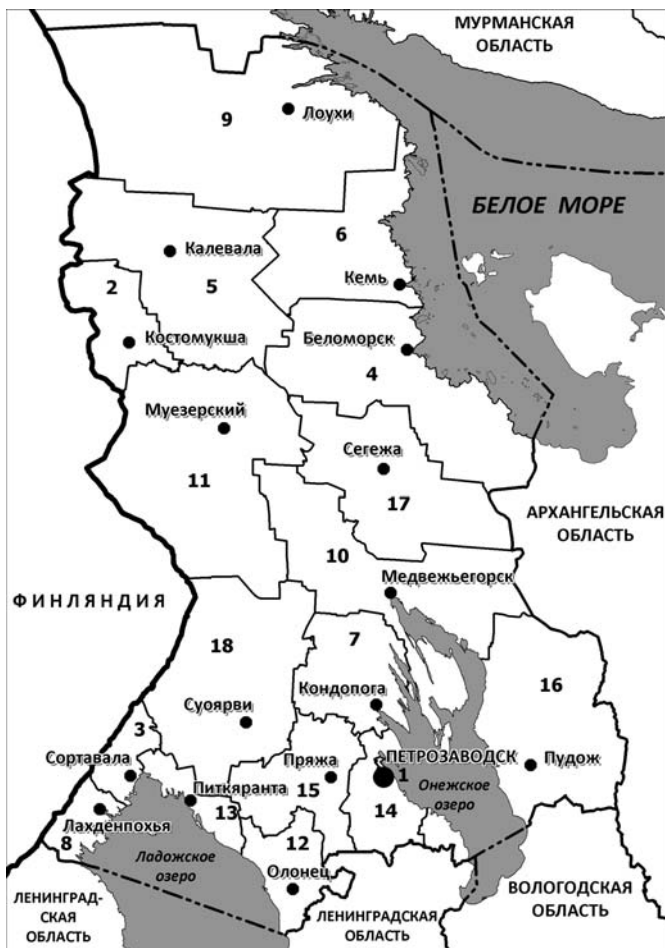 МУРМАНСКАЯ
ОБЛАСТЬ
9
Лоухи
БЕЛОЕ МОРЕ
6
Калевала
2
5
Кемь
Костомукша
Беломорск
4
Муезерский
Сегежа
11
17
АРХАНГЕЛЬСКАЯ
ОБЛАСТЬ
10
Медвежьегорск
ФИНЛЯНДИЯ
18
7
16
Кондопога
Суоярви
3
Сортавала
Пряжа
ПЕТРОЗАВОДСК
1
Пудож
Питкяранта
15
Онежское
озеро
Лахденпохья
13
14
8
12
Ладожское
озеро
Олонец
ЛЕНИНГРАД-
СКАЯ
ОБЛАСТЬ
ЛЕНИНГРАДСКАЯ
ОБЛАСТЬ
ВОЛОГОДСКАЯ
ОБЛАСТЬ